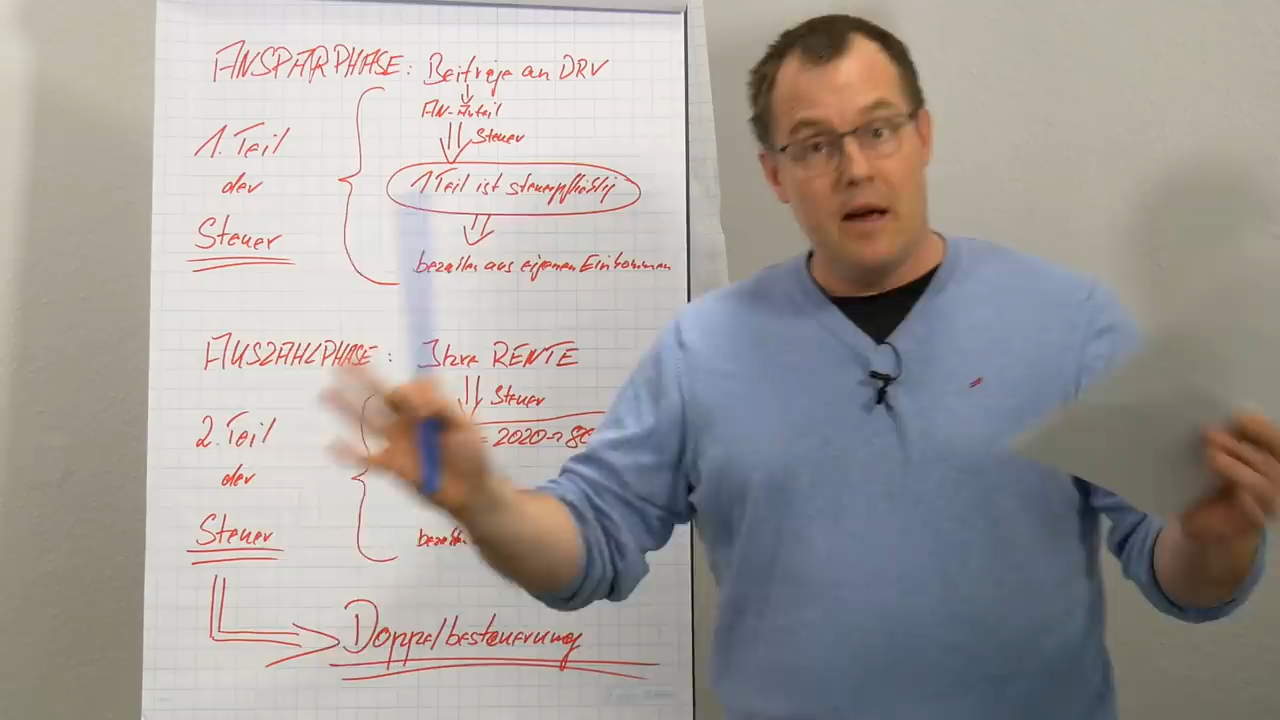 ANSPARPHASE: Beiträge an DRV
AN-Anteil
Steuer
1. Teil
der
Steuer
1 Teil ist steuerpflichtig
bezahlen aus eigenen Einkommen
AUSZAHLPHASE: Ihre RENTE
Steuer
2. Teil
der
Steuer
= 2020
Doppelbesteuerung